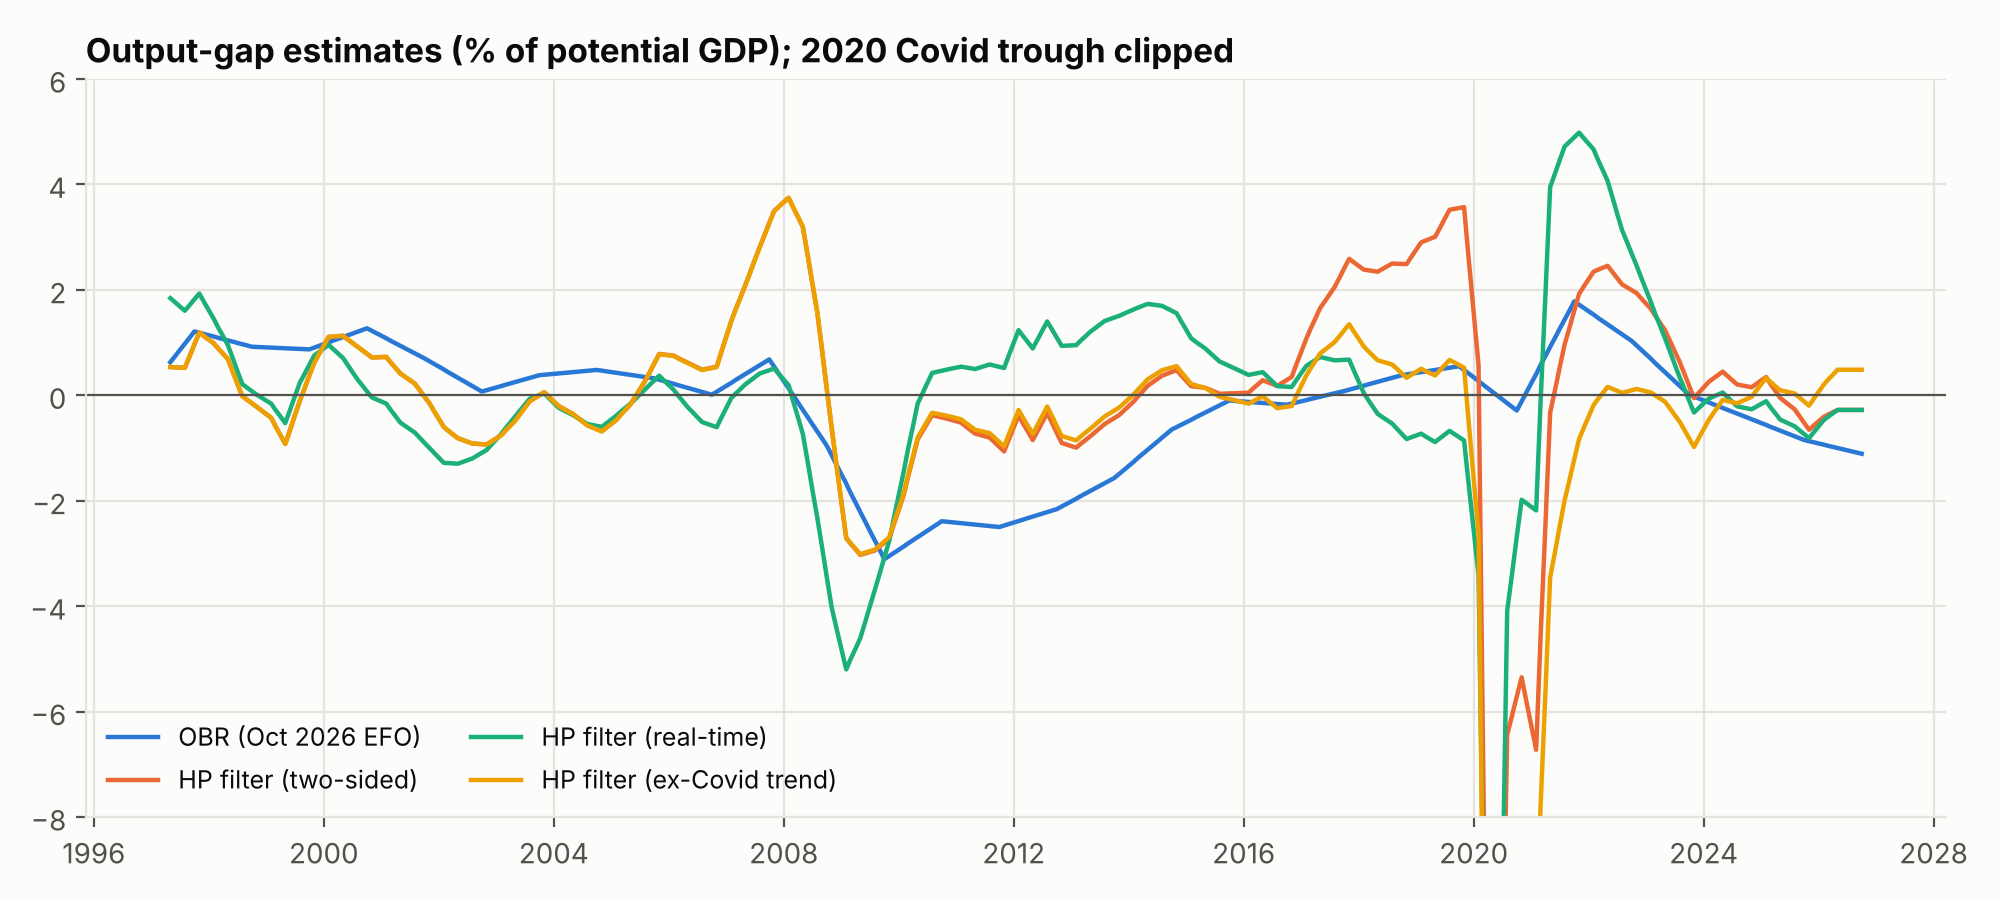 Output-gap estimates (% of potential GDP); 2020 Covid trough clipped
6
4
2
0
−2
−4
−6
−8
OBR (Oct 2026 EFO)
HP filter (two-sided)
HP filter (real-time)
HP filter (ex-Covid trend)
1996 2000 2004 2008 2012 2016 2020 2024 2028